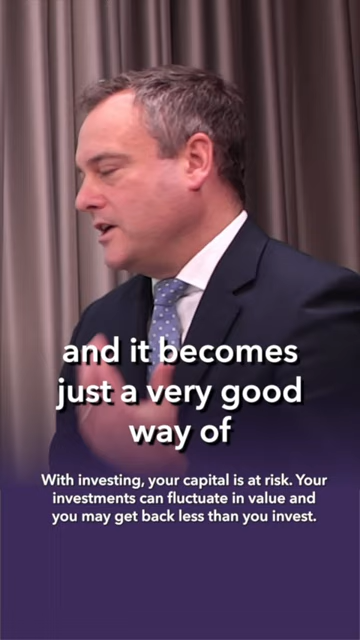 and it becomes
just a very good
way of
With investing, your capital is at risk. Your
investments can fluctuate in value and
you may get back less than you invest.